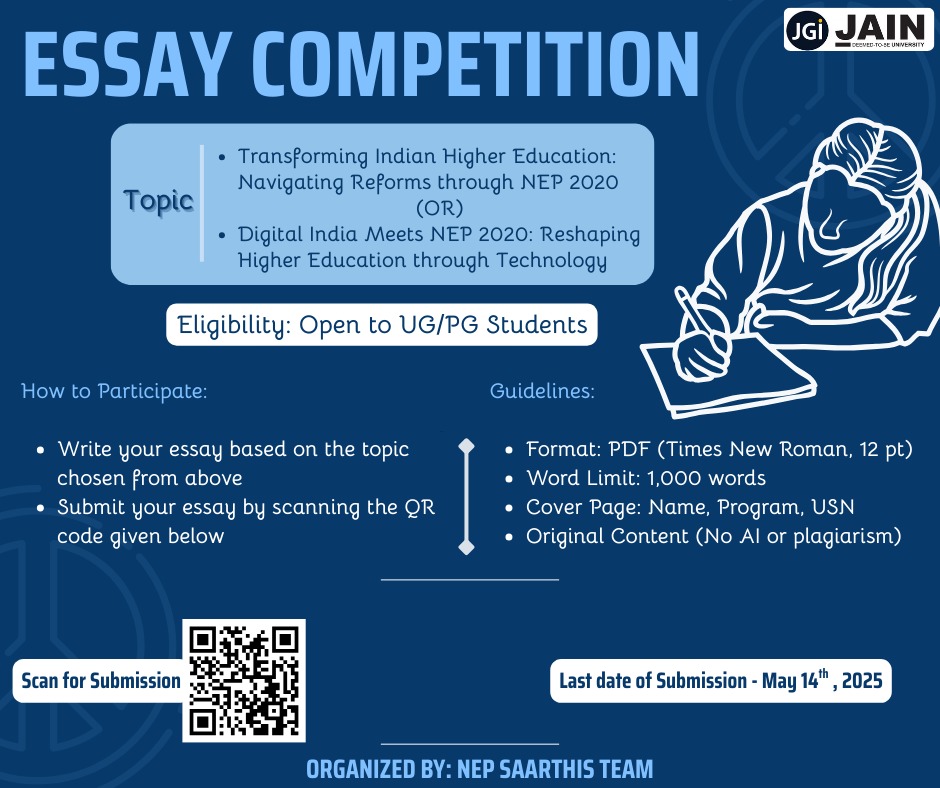 ESSAY COMPETITION
JGi JAIN
DEEMED-TO-BE UNIVERSITY
Topic
• Transforming Indian Higher Education:
Navigating Reforms through NEP 2020
(OR)
• Digital India Meets NEP 2020: Reshaping
Higher Education through Technology
Eligibility: Open to UG/PG Students
How to Participate:
• Write your essay based on the topic
chosen from above
• Submit your essay by scanning the QR
code given below
Guidelines:
• Format: PDF (Times New Roman, 12 pt)
• Word Limit: 1,000 words
• Cover Page: Name, Program, USN
• Original Content (No AI or plagiarism)
Scan for Submission
Last date of Submission - May 14th , 2025
ORGANIZED BY: NEP SAARTHIS TEAM